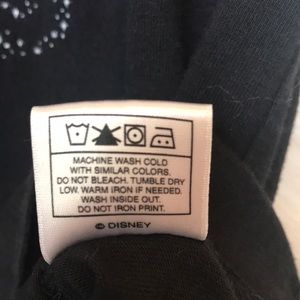 MACHINE WASH COLD
WITH SIMILAR COLORS.
DO NOT BLEACH. TUMBLE DRY
LOW. WARM IRON IF NEEDED.
WASH INSIDE OUT.
DO NOT IRON PRINT.
© DISNEY